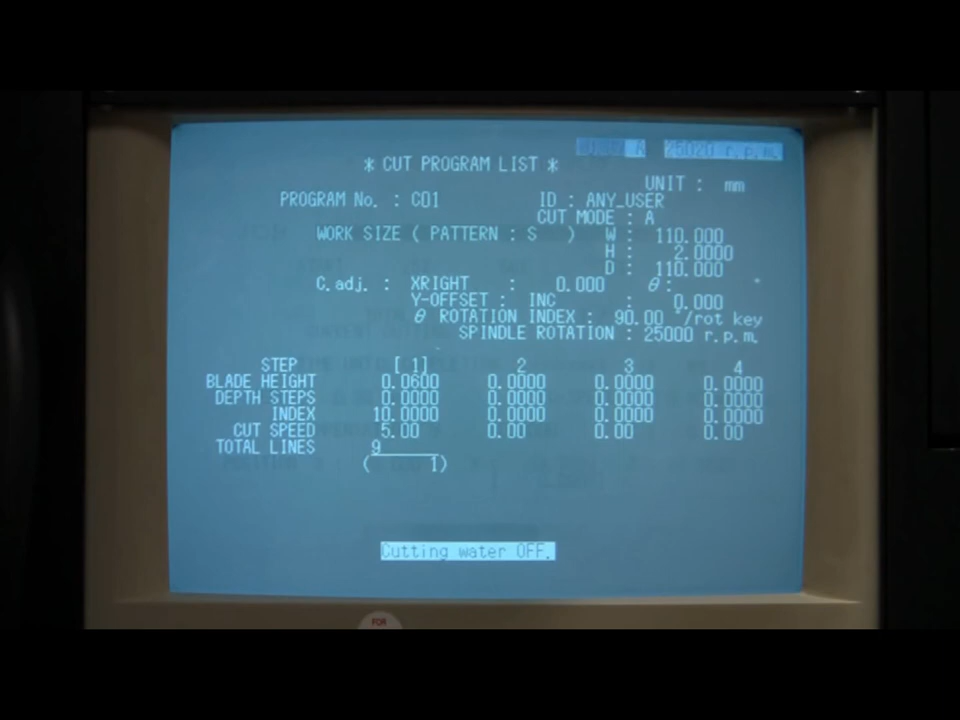 25020 r.p.m.
* CUT PROGRAM LIST *
UNIT : mm
PROGRAM No. : C01 ID : ANY_USER
CUT MODE : A
WORK SIZE ( PATTERN : S ) W : 110.000
H : 2.0000
D : 110.000
C.adj. : XRIGHT : 0.000 θ : °
Y-OFFSET : INC : 0.000
θ ROTATION INDEX : 90.00 °/rot key
SPINDLE ROTATION : 25000 r.p.m.
STEP [ 1] 2 3 4
BLADE HEIGHT 0.0600 0.0000 0.0000 0.0000
DEPTH STEPS 0.0000 0.0000 0.0000 0.0000
INDEX 10.0000 0.0000 0.0000 0.0000
CUT SPEED 5.00 0.00 0.00 0.00
TOTAL LINES 9
( 1)
Cutting water OFF.
FOR